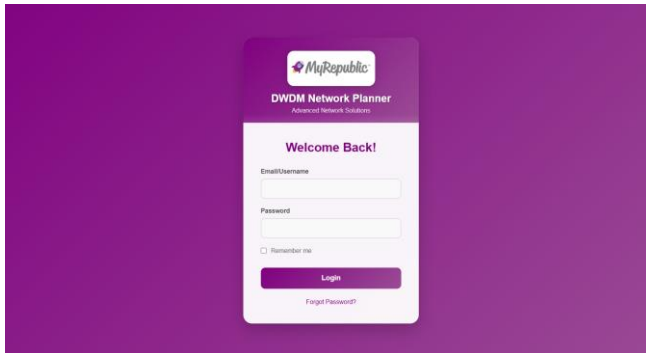 MyRepublic
DWDM Network Planner
Advanced Network Solutions
Welcome Back!
Email/Username
Password
Remember me
Login
Forgot Password?